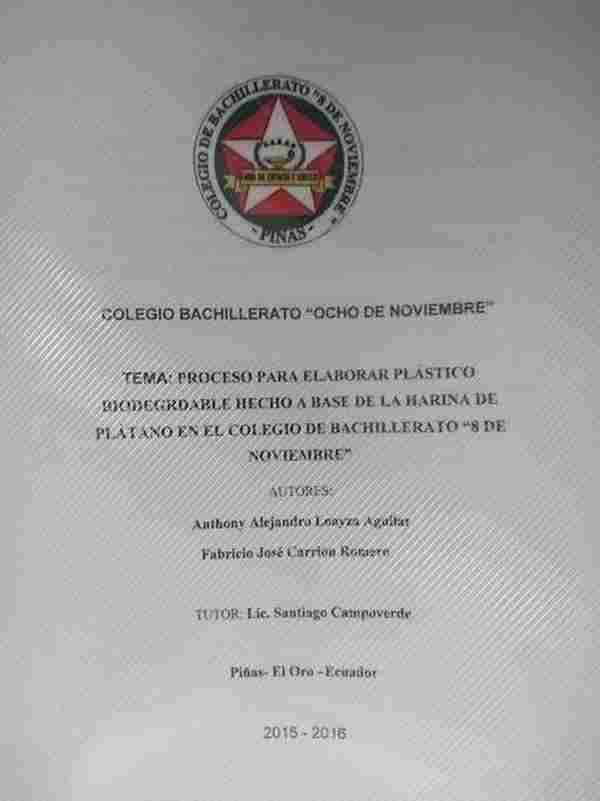 COLEGIO DE BACHILLERATO "8 DE NOVIEMBRE"
- PIÑAS -
COLEGIO BACHILLERATO "OCHO DE NOVIEMBRE"
TEMA: PROCESO PARA ELABORAR PLÁSTICO
BIODEGRDABLE HECHO A BASE DE LA HARINA DE
PLÁTANO EN EL COLEGIO DE BACHILLERATO "8 DE
NOVIEMBRE"
AUTORES:
Anthony Alejandro Loayza Aguilar
Fabricio José Carrion Romero
TUTOR: Lic. Santiago Campoverde
Piñas- El Oro –Ecuador
2015 - 2016